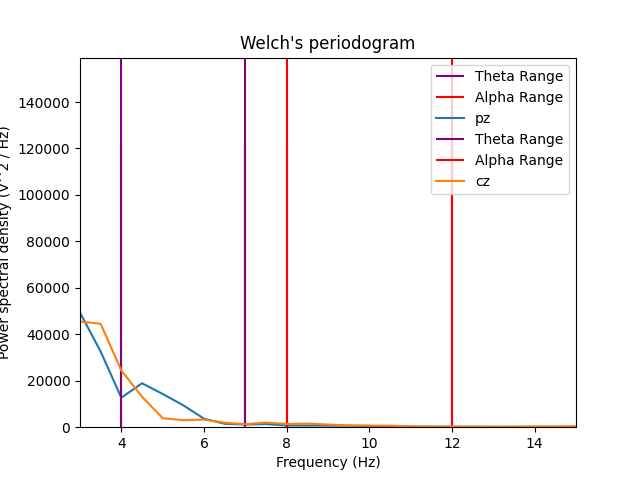 Welch's periodogram
Power spectral density (V**2 / Hz)
140000
120000
100000
80000
60000
40000
20000
0
4
6
8
10
12
14
Frequency (Hz)
Theta Range
Alpha Range
pz
Theta Range
Alpha Range
cz